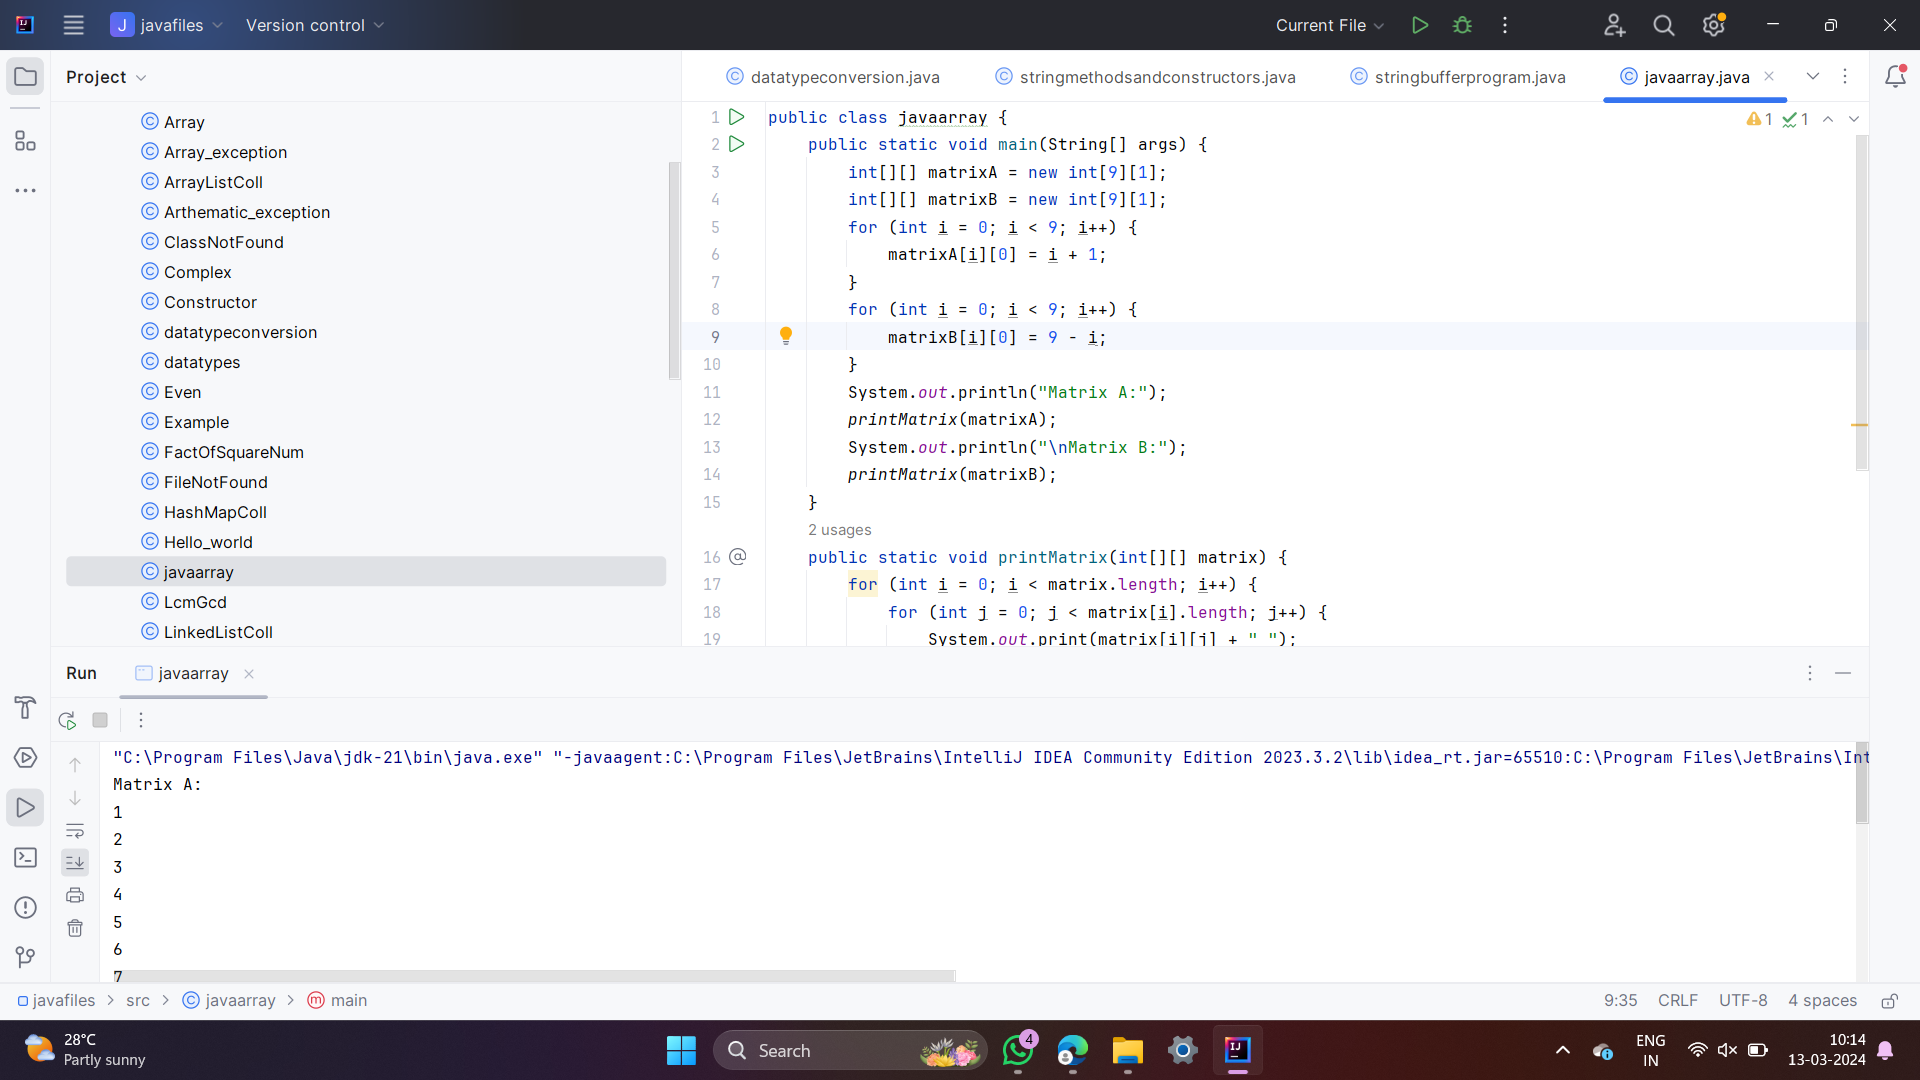 J javafiles Version control Current File
Project
Array
Array_exception
ArrayListColl
Arthematic_exception
ClassNotFound
Complex
Constructor
datatypeconversion
datatypes
Even
Example
FactOfSquareNum
FileNotFound
HashMapColl
Hello_world
javaarray
LcmGcd
LinkedListColl
datatypeconversion.java stringmethodsandconstructors.java stringbufferprogram.java javaarray.java
1 public class javaarray { 1 1
2 public static void main(String[] args) {
3 int[][] matrixA = new int[9][1];
4 int[][] matrixB = new int[9][1];
5 for (int i = 0; i < 9; i++) {
6 matrixA[i][0] = i + 1;
7 }
8 for (int i = 0; i < 9; i++) {
9 matrixB[i][0] = 9 - i;
10 }
11 System.out.println("Matrix A:");
12 printMatrix(matrixA);
13 System.out.println("\nMatrix B:");
14 printMatrix(matrixB);
15 }
2 usages
16 @ public static void printMatrix(int[][] matrix) {
17 for (int i = 0; i < matrix.length; i++) {
18 for (int j = 0; j < matrix[i].length; j++) {
19 System.out.print(matrix[i][j] + " ");
Run javaarray
"C:\Program Files\Java\jdk-21\bin\java.exe" "-javaagent:C:\Program Files\JetBrains\IntelliJ IDEA Community Edition 2023.3.2\lib\idea_rt.jar=65510:C:\Program Files\JetBrains\Int
Matrix A:
1
2
3
4
5
6
7
javafiles > src > javaarray > main 9:35 CRLF UTF-8 4 spaces
28°C
Partly sunny
Search
4
ENG
IN
10:14
13-03-2024